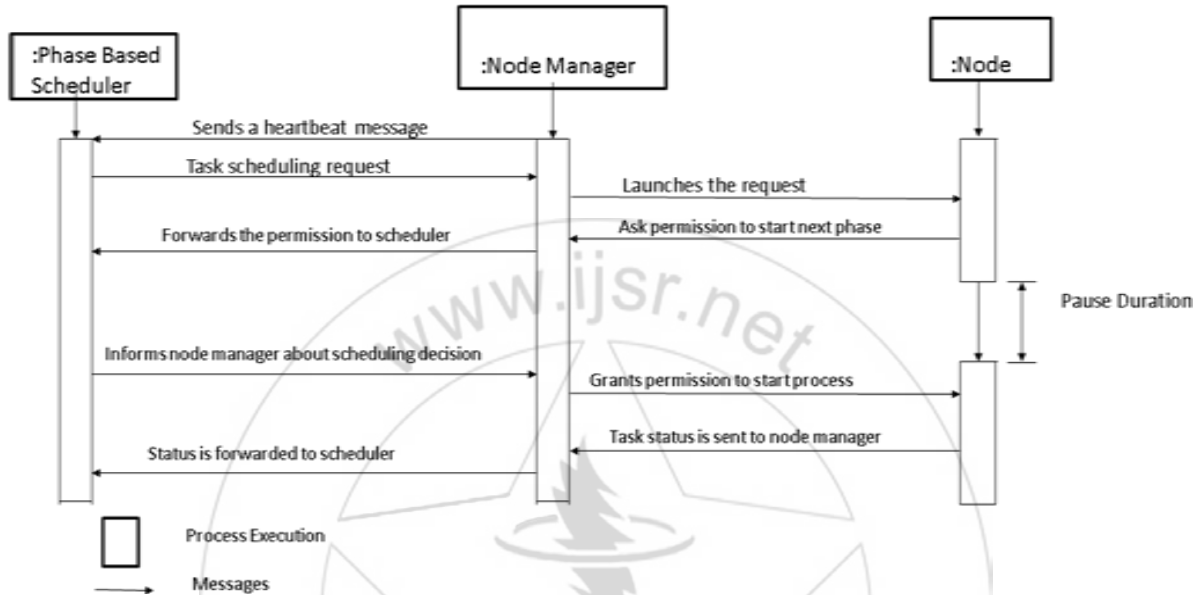 :Phase Based
Scheduler
:Node Manager
:Node
Sends a heartbeat message
Task scheduling request
Launches the request
Ask permission to start next phase
Forwards the permission to scheduler
www.ijsr.net
Pause Duration
Informs node manager about scheduling decision
Grants permission to start process
Task status is sent to node manager
Status is forwarded to scheduler
Process Execution
Messages